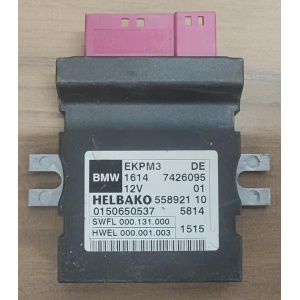 BMW EKPM3 DE
1614 7426095
12V 01
HELBAKO 558921 10
0150650537 5814
SWFL 000.131.000
HWEL 000.001.003 1515